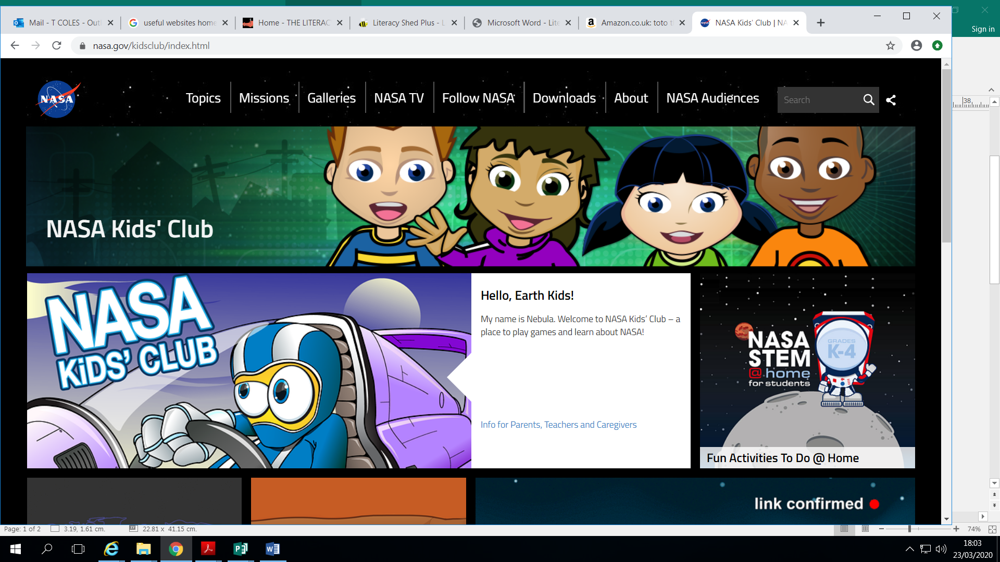 Sign in
Mail - T COLES - Out
useful websites home
Home - THE LITERAC
Literacy Shed Plus - L
Microsoft Word - Lite
Amazon.co.uk: toto t
NASA Kids' Club | NA
nasa.gov/kidsclub/index.html
NASA
Topics
Missions
Galleries
NASA TV
Follow NASA
Downloads
About
NASA Audiences
Search
38
NASA Kids' Club
NASA
KiDS' CLUB
Hello, Earth Kids!
My name is Nebula. Welcome to NASA Kids’ Club – a
place to play games and learn about NASA!
Info for Parents, Teachers and Caregivers
NASA
STEM
@home
for students
GRADES
K-4
Fun Activities To Do @ Home
link confirmed
Page: 1 of 2
3.19, 1.61 cm.
22.81 x 41.15 cm.
74%
18:03
23/03/2020